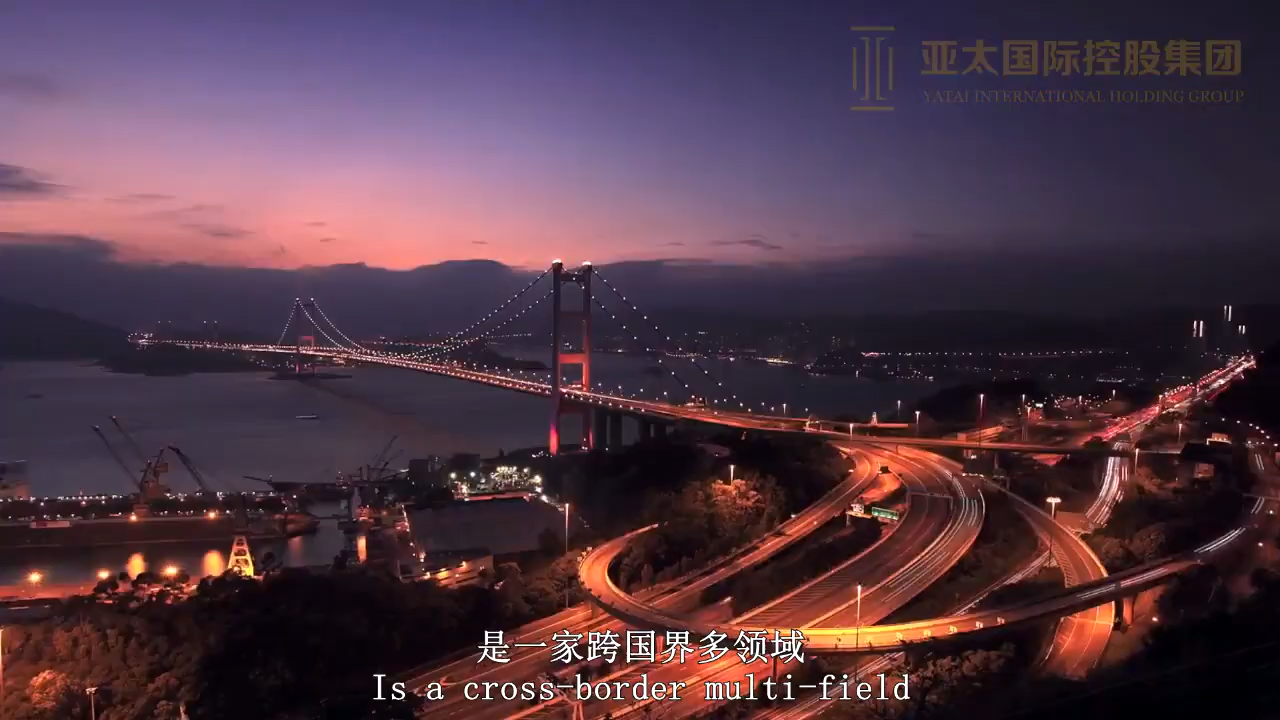 亚太国际控股集团
YATAI INTERNATIONAL HOLDING GROUP
是一家跨国界多领域
Is a cross-border multi-field